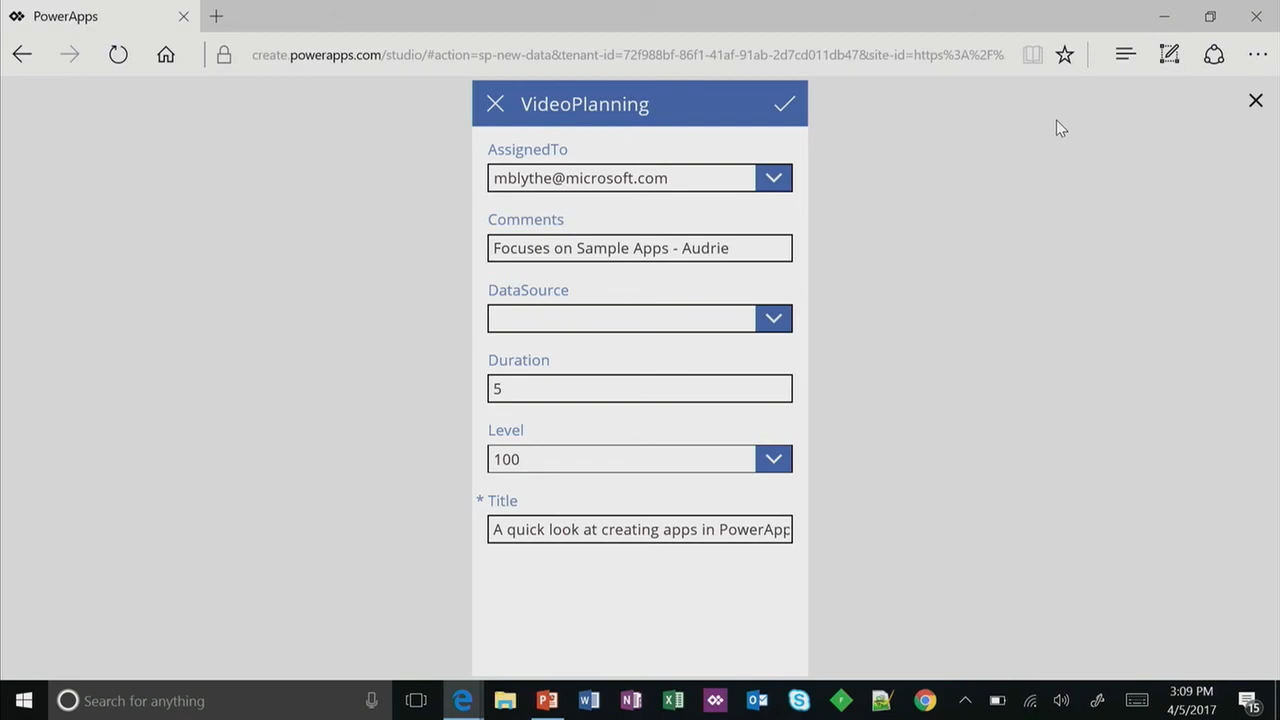 PowerApps
create.powerapps.com/studio/#action=sp-new-data&tenant-id=72f988bf-86f1-41af-91ab-2d7cd011db47&site-id=https%3A%2F%
VideoPlanning
AssignedTo
mblythe@microsoft.com
Comments
Focuses on Sample Apps - Audrie
DataSource
Duration
5
Level
100
* Title
A quick look at creating apps in PowerApp
Search for anything
3:09 PM
4/5/2017
15